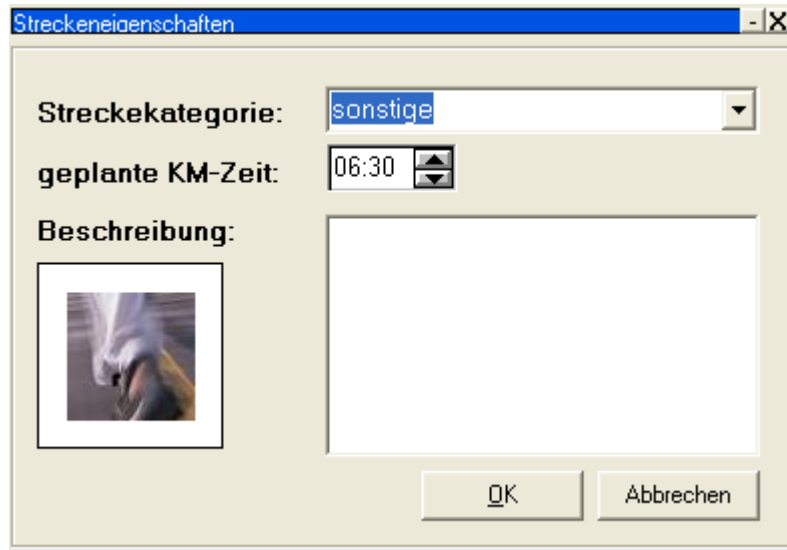 Streckeneigenschaften
Streckekategorie: sonstige
geplante KM-Zeit: 06:30
Beschreibung:
OK Abbrechen